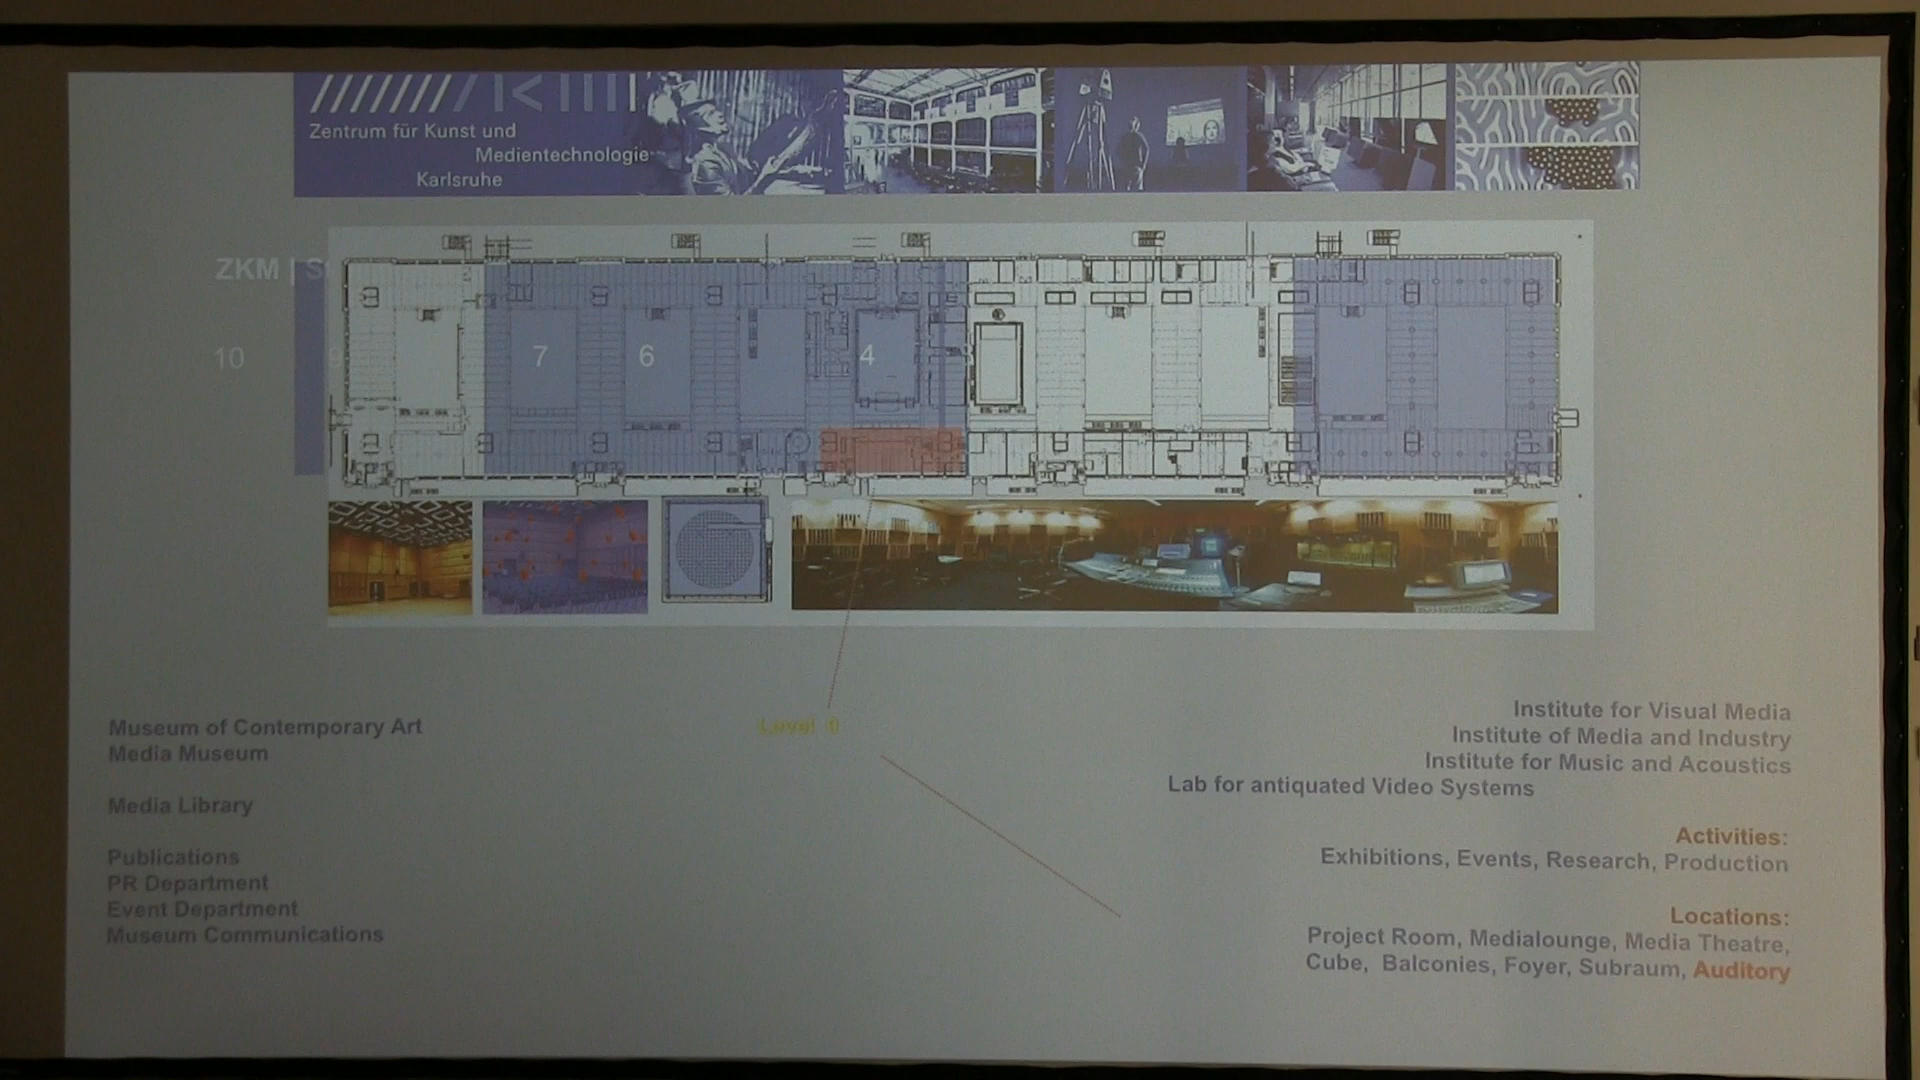 Zentrum für Kunst und
Medientechnologie
Karlsruhe
ZKM | S
10
9
7
6
4
Level 0
Museum of Contemporary Art
Media Museum
Media Library
Publications
PR Department
Event Department
Museum Communications
Institute for Visual Media
Institute of Media and Industry
Institute for Music and Acoustics
Lab for antiquated Video Systems
Activities:
Exhibitions, Events, Research, Production
Locations:
Project Room, Medialounge, Media Theatre,
Cube, Balconies, Foyer, Subraum, Auditory